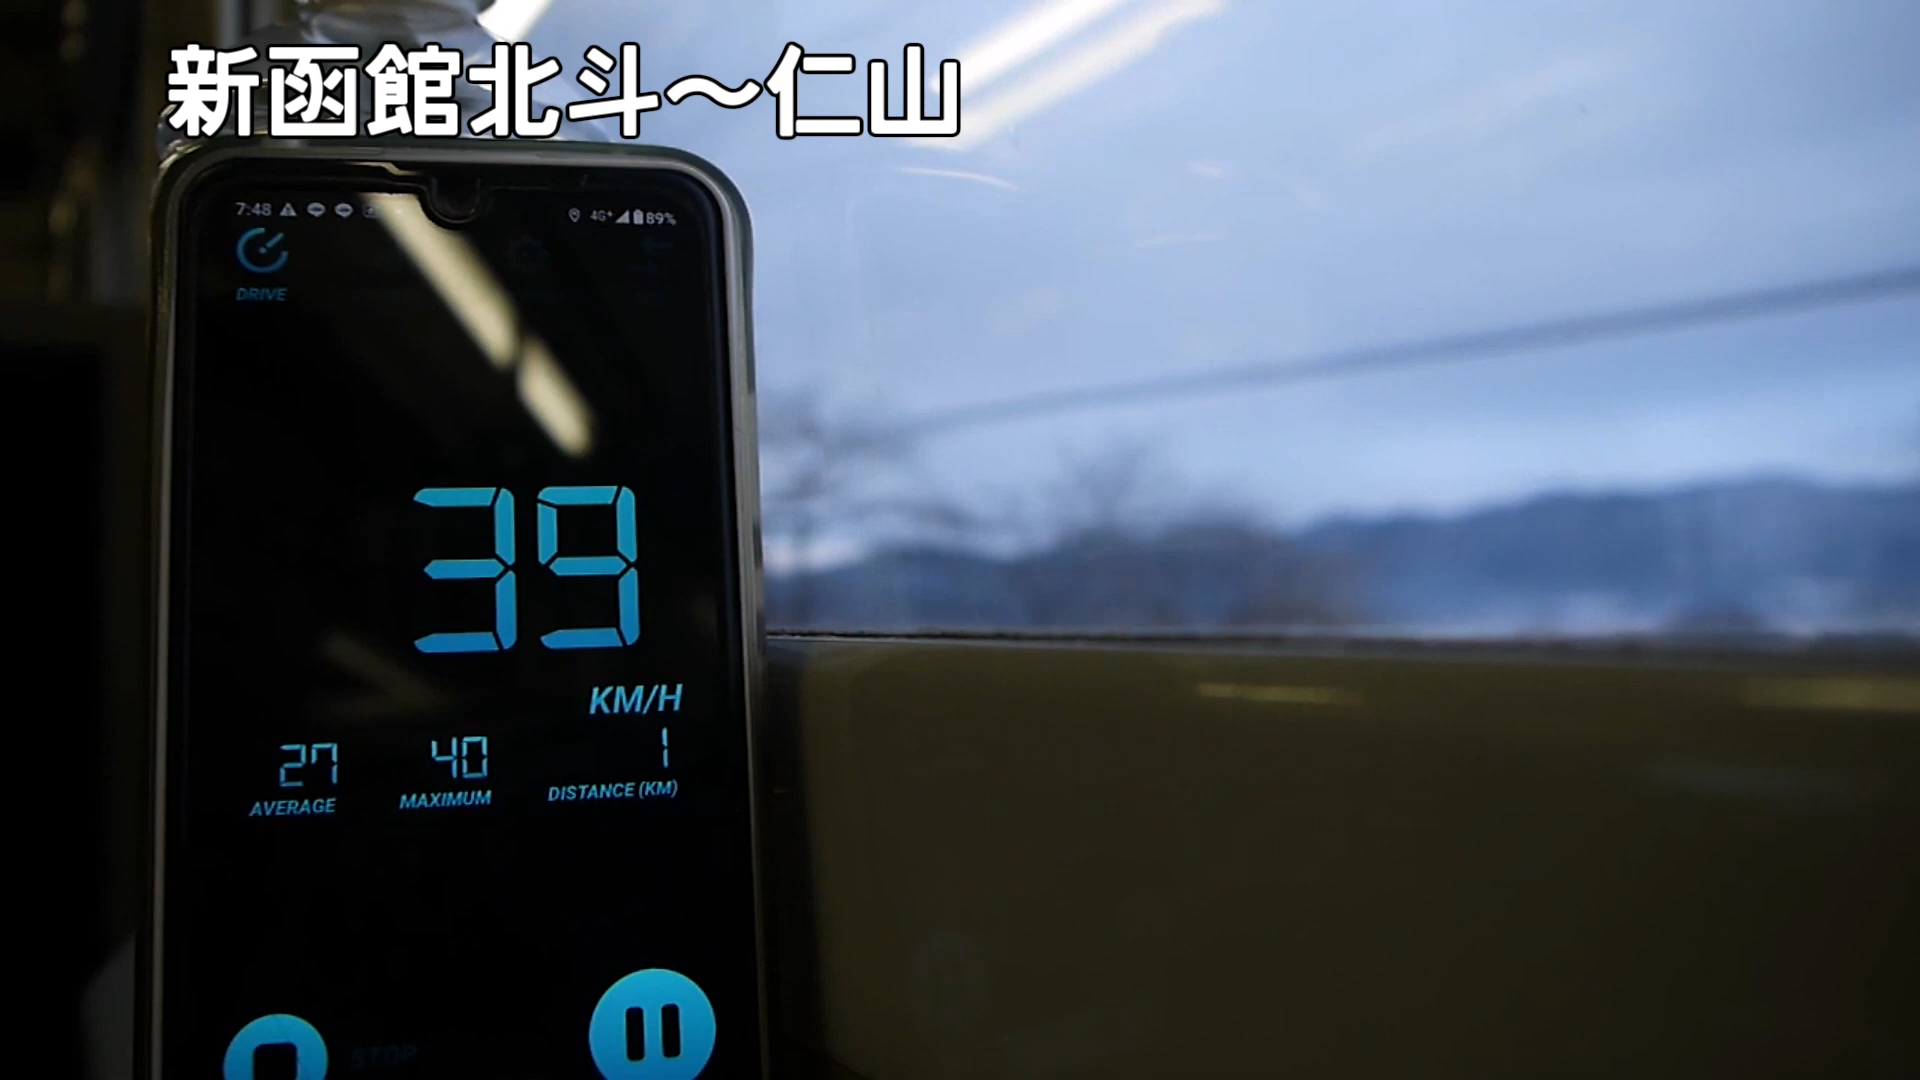 新函館北斗～仁山
7:48
4G+ 89%
DRIVE
39
KM/H
27 40 1
AVERAGE MAXIMUM DISTANCE (KM)
STOP